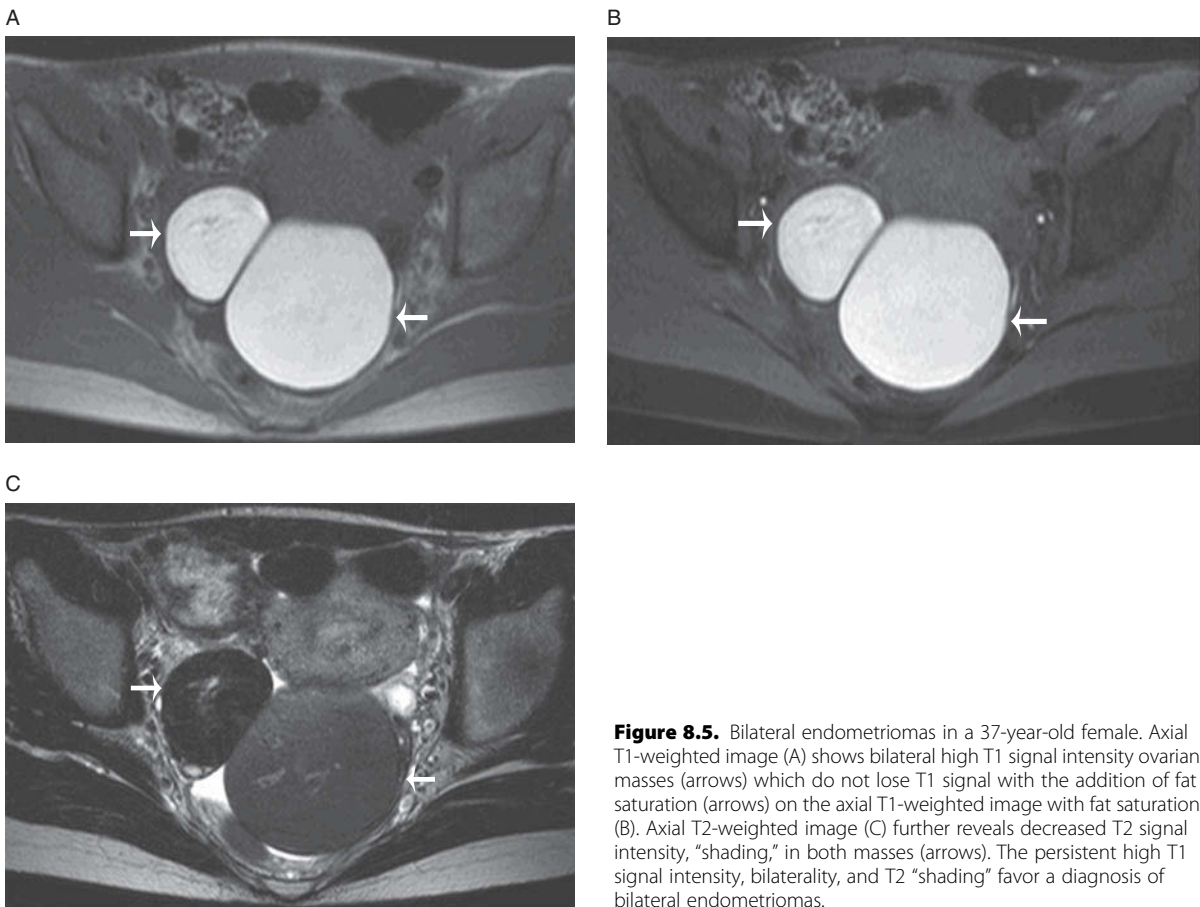 A
B
C
Figure 8.5. Bilateral endometriomas in a 37-year-old female. Axial
T1-weighted image (A) shows bilateral high T1 signal intensity ovarian
masses (arrows) which do not lose T1 signal with the addition of fat
saturation (arrows) on the axial T1-weighted image with fat saturation
(B). Axial T2-weighted image (C) further reveals decreased T2 signal
intensity, “shading,” in both masses (arrows). The persistent high T1
signal intensity, bilaterality, and T2 “shading” favor a diagnosis of
bilateral endometriomas.